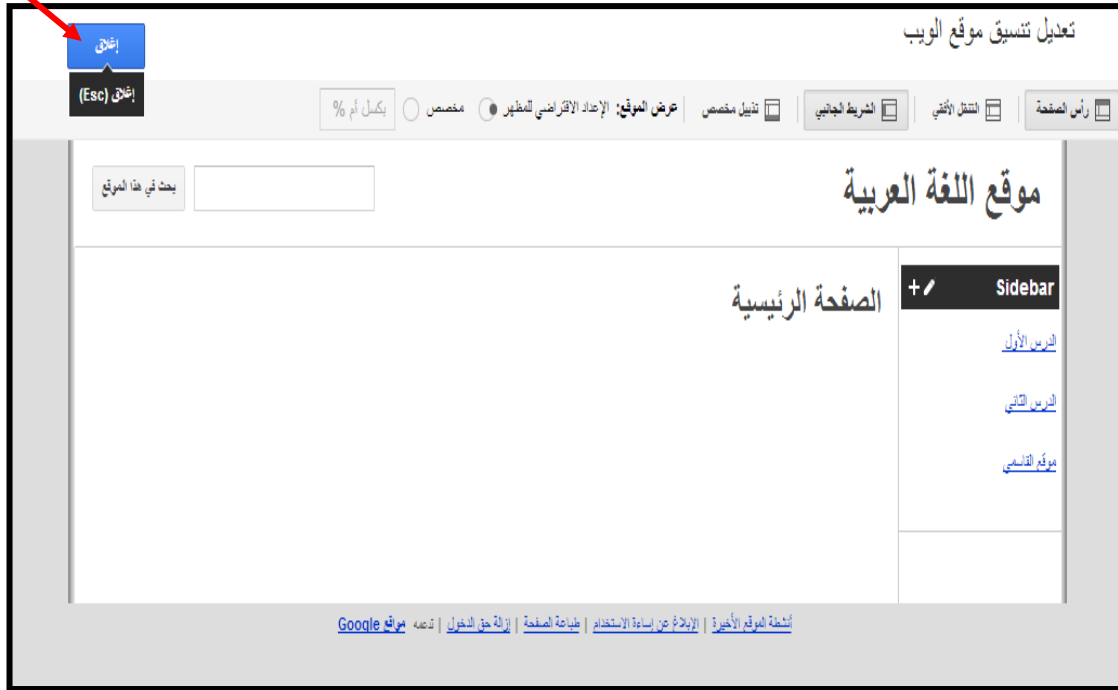 تعديل تنسيق موقع الويب
إغلاق
إغلاق (Esc)
رأس الصفحة
التنقل الأفقي
الشريط الجانبي
تذييل مخصص
عرض الموقع: الإعداد الافتراضي للمظهر
مخصص
بكسل أم %
موقع اللغة العربية
بحث في هذا الموقع
Sidebar
الدرس الأول
الدرس الثاني
موقع القاسمي
الصفحة الرئيسية
أنشطة الموقع الأخيرة | الإبلاغ عن إساءة الاستخدام | طباعة الصفحة | إزالة حق الدخول | تدعمه مواقع Google